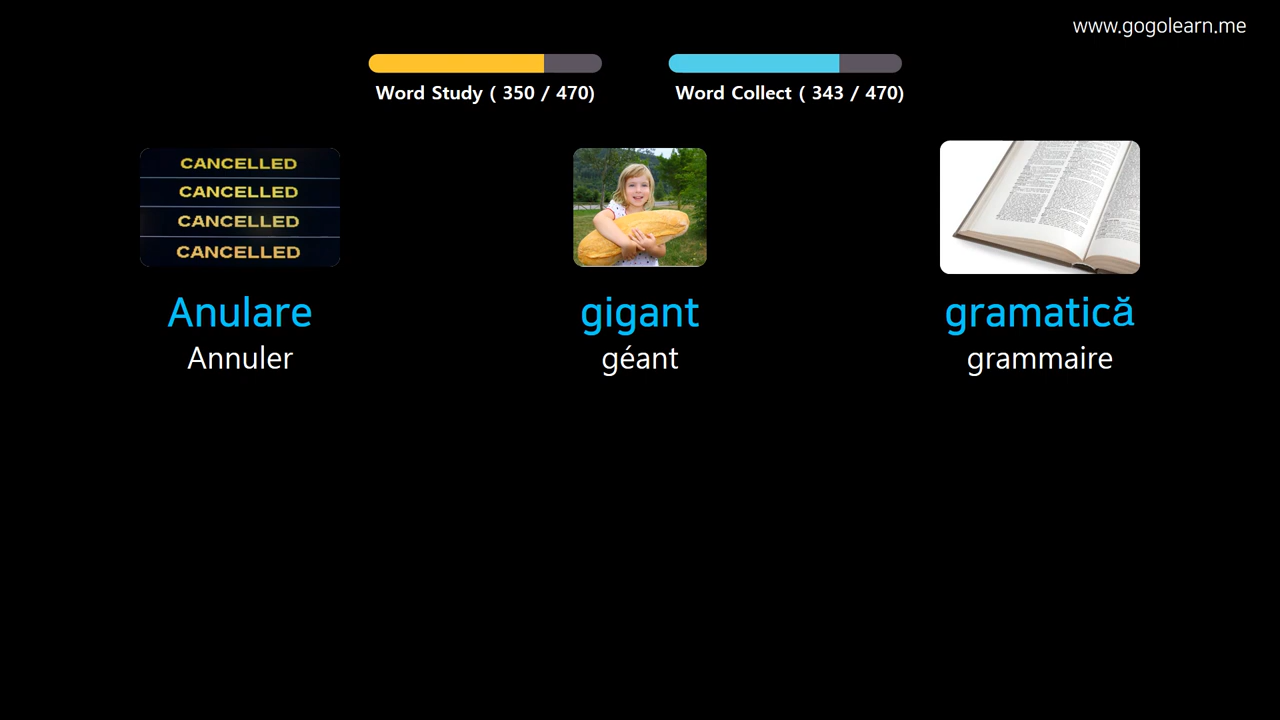 www.gogolearn.me
Word Study ( 350 / 470)
Word Collect ( 343 / 470)
CANCELLED
CANCELLED
CANCELLED
CANCELLED
Anulare
gigant
gramatică
Annuler
géant
grammaire